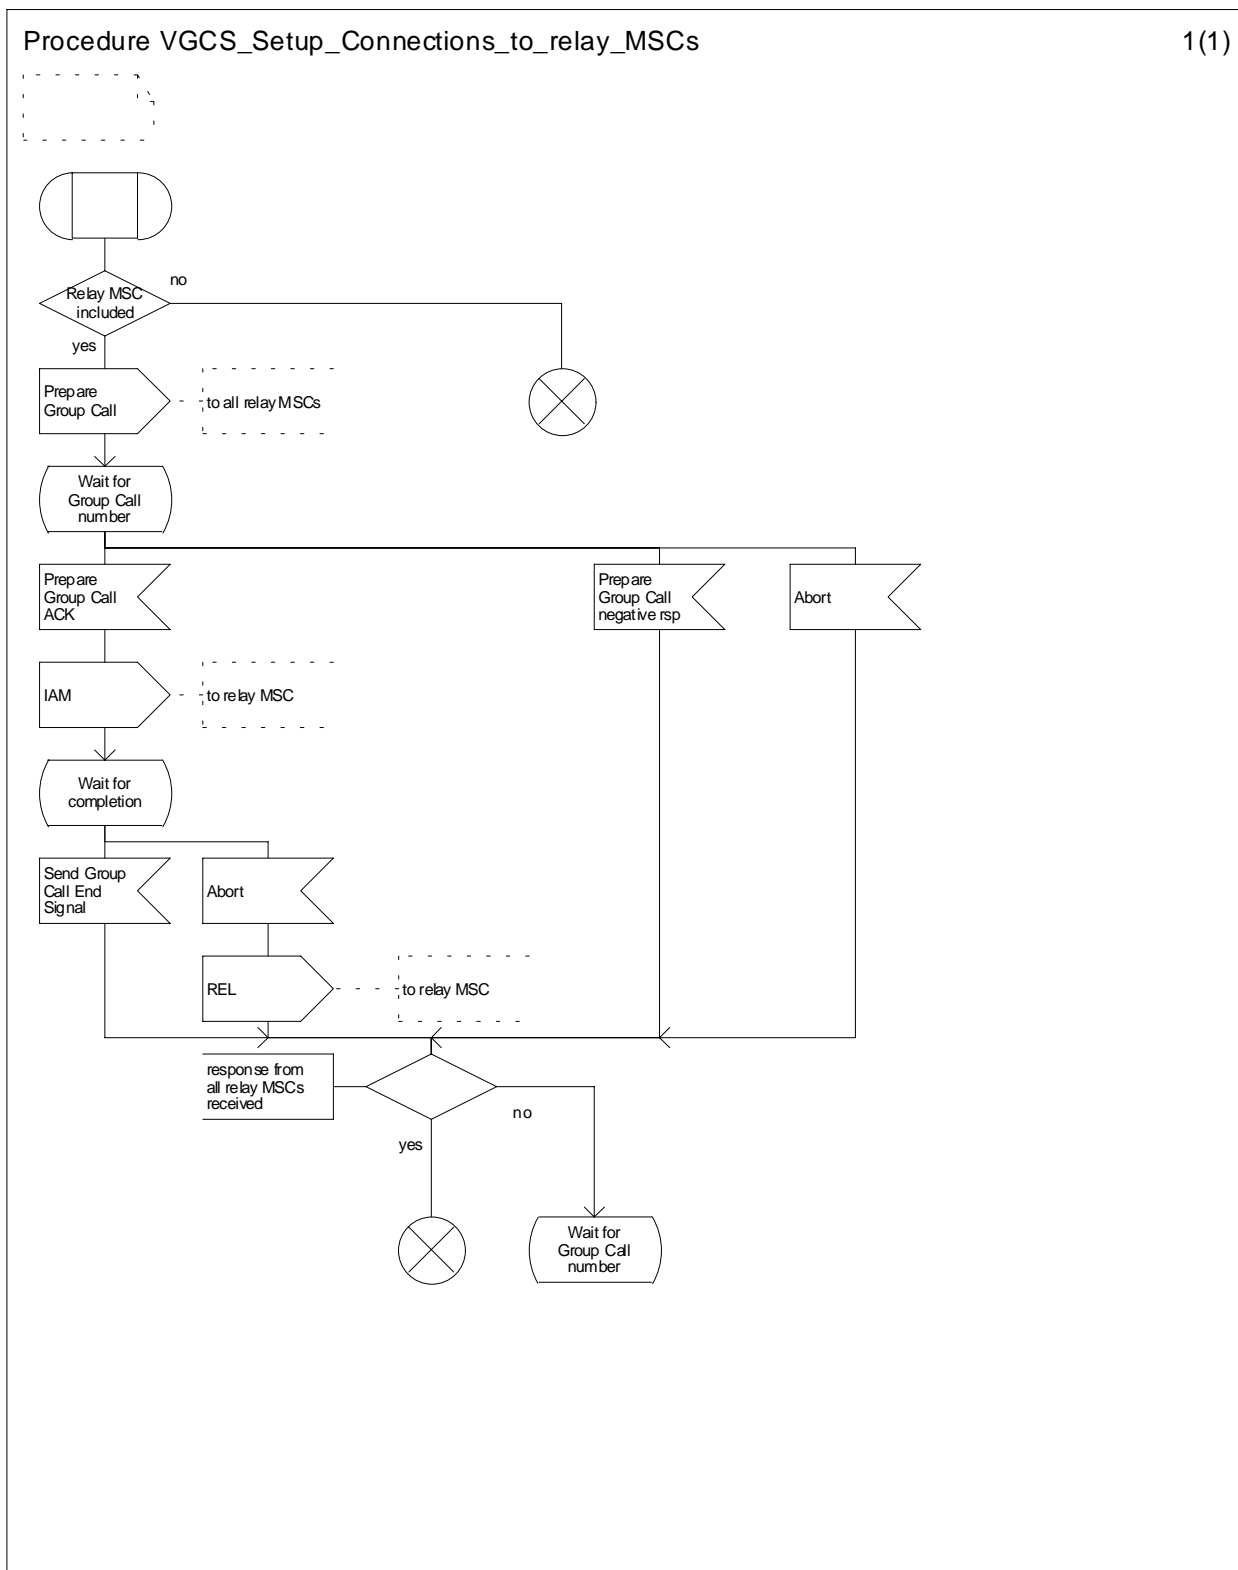 Procedure VGCS_Setup_Connections_to_relay_MSCs
1(1)
no
Relay MSC
included
yes
Prepare
Group Call
to all relay MSCs
Wait for
Group Call
number
Prepare
Group Call
ACK
Prepare
Group Call
negative rsp
Abort
IAM
to relay MSC
Wait for
completion
Send Group
Call End
Signal
Abort
REL
to relay MSC
response from
all relay MSCs
received
no
yes
Wait for
Group Call
number